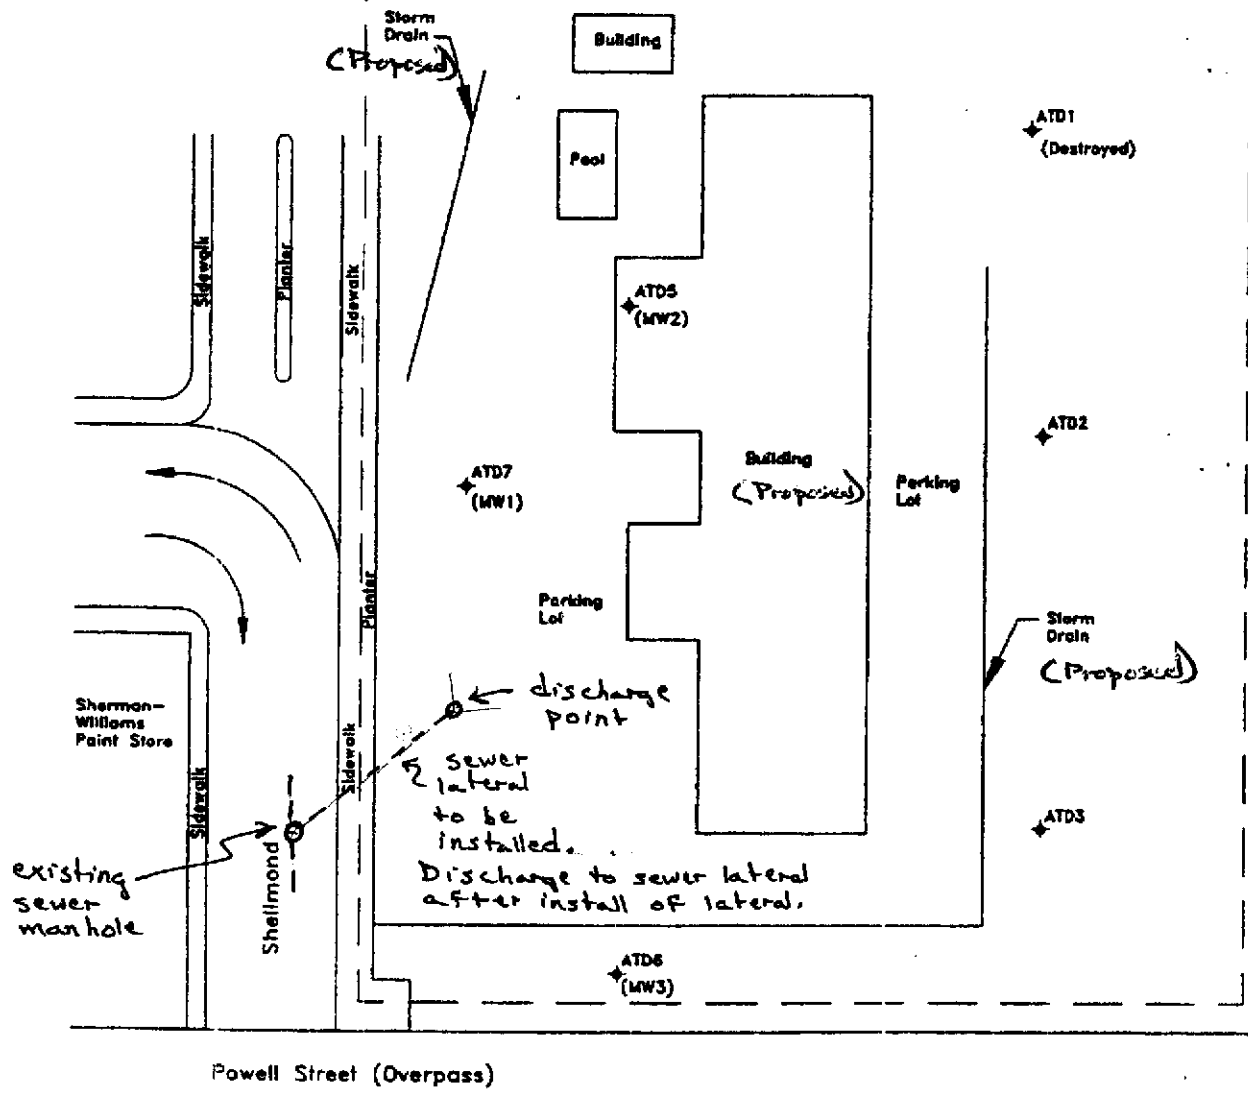 Storm
Drain
(Proposed)
Building
Pool
ATD1
(Destroyed)
Sidewalk
Planter
Sidewalk
ATD5
(MW2)
ATD2
ATD7
(MW1)
Building
(Proposed)
Parking
Lot
Planter
Parking
Lot
Storm
Drain
(Proposed)
discharge
point
Sherman-
Williams
Paint Store
Sidewalk
Sidewalk
sewer
lateral
to be
installed.
Discharge to sewer lateral
after install of lateral.
ATD3
existing
sewer
manhole
Shellmond
ATD6
(MW3)
Powell Street (Overpass)